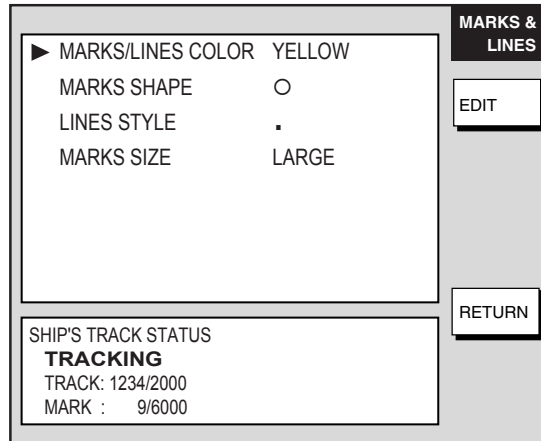 MARKS &
LINES
▶ MARKS/LINES COLOR YELLOW
MARKS SHAPE ○
LINES STYLE .
MARKS SIZE LARGE
EDIT
RETURN
SHIP'S TRACK STATUS
TRACKING
TRACK: 1234/2000
MARK : 9/6000